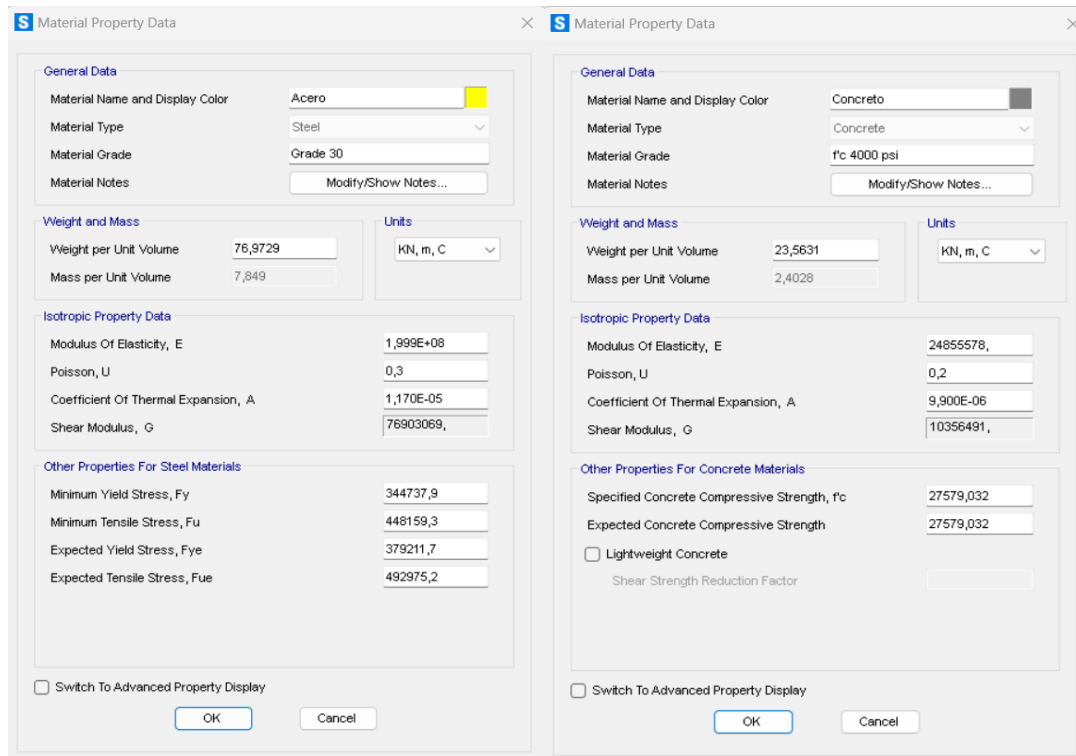 S Material Property Data
General Data
Material Name and Display Color Acero
Material Type Steel
Material Grade Grade 30
Material Notes Modify/Show Notes...
Weight and Mass Units
Weight per Unit Volume 76,9729 KN, m, C
Mass per Unit Volume 7,849
Isotropic Property Data
Modulus Of Elasticity, E 1,999E+08
Poisson, U 0,3
Coefficient Of Thermal Expansion, A 1,170E-05
Shear Modulus, G 76903069,
Other Properties For Steel Materials
Minimum Yield Stress, Fy 344737,9
Minimum Tensile Stress, Fu 448159,3
Expected Yield Stress, Fye 379211,7
Expected Tensile Stress, Fue 492975,2
Switch To Advanced Property Display
OK Cancel
S Material Property Data
General Data
Material Name and Display Color Concreto
Material Type Concrete
Material Grade f'c 4000 psi
Material Notes Modify/Show Notes...
Weight and Mass Units
Weight per Unit Volume 23,5631 KN, m, C
Mass per Unit Volume 2,4028
Isotropic Property Data
Modulus Of Elasticity, E 24855578,
Poisson, U 0,2
Coefficient Of Thermal Expansion, A 9,900E-06
Shear Modulus, G 10356491,
Other Properties For Concrete Materials
Specified Concrete Compressive Strength, f'c 27579,032
Expected Concrete Compressive Strength 27579,032
Lightweight Concrete
Shear Strength Reduction Factor
Switch To Advanced Property Display
OK Cancel